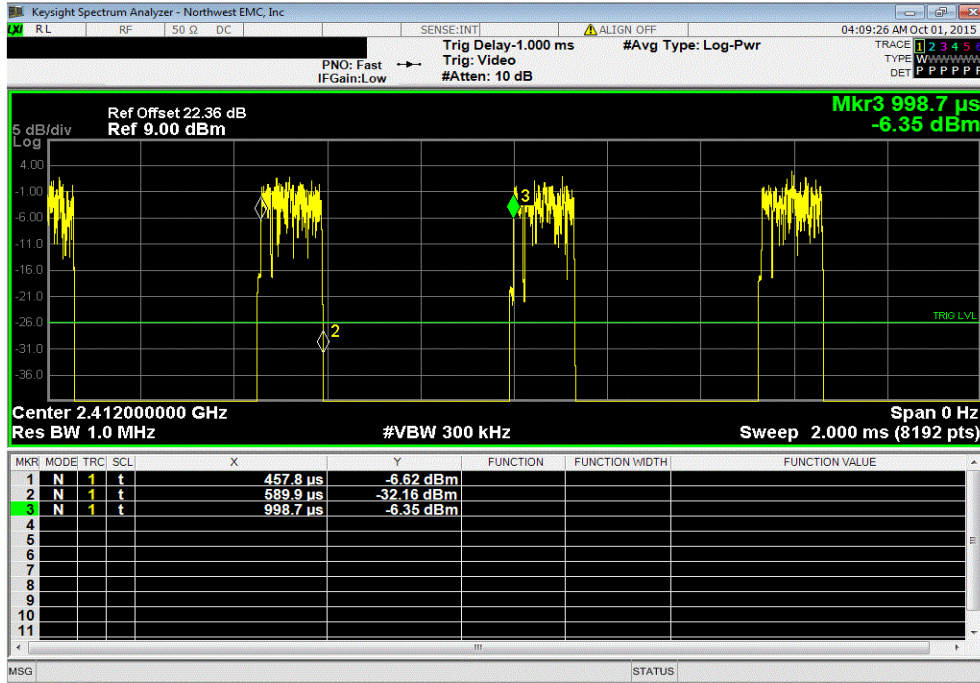 Keysight Spectrum Analyzer - Northwest EMC, Inc
LXI RL RF 50 Ω DC SENSE:INT ALIGN OFF 04:09:26 AM Oct 01, 2015
Trig Delay-1.000 ms #Avg Type: Log-Pwr TRACE 1 2 3 4 5 6
PNO: Fast Trig: Video TYPE WWWWWW
IFGain:Low #Atten: 10 dB DET P P P P P P
Mkr3 998.7 µs
-6.35 dBm
Ref Offset 22.36 dB
5 dB/div Ref 9.00 dBm
Log
4.00
-1.00
3
-6.00
-11.0
-16.0
-21.0
-26.0
TRIG LVL
2
-31.0
-36.0
Center 2.412000000 GHz Span 0 Hz
Res BW 1.0 MHz #VBW 300 kHz Sweep 2.000 ms (8192 pts)
MKR MODE TRC SCL X Y FUNCTION FUNCTION WIDTH FUNCTION VALUE
1 N 1 t 457.8 µs -6.62 dBm
2 N 1 t 589.9 µs -32.16 dBm
3 N 1 t 998.7 µs -6.35 dBm
4
5
6
7
8
9
10
11
MSG STATUS